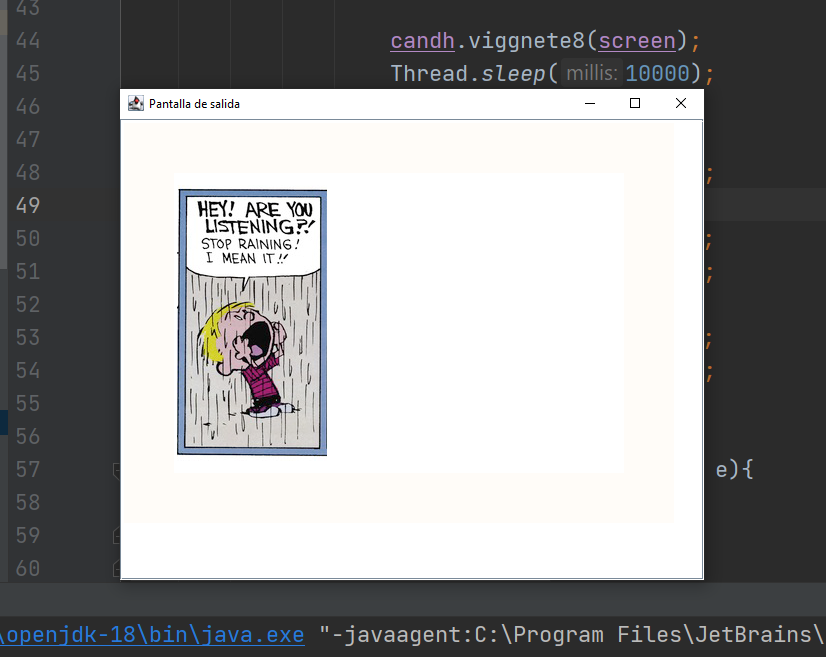 43
44 candh.viggnete8(screen);
45 Thread.sleep( millis: 10000);
Pantalla de salida
46
47
48 ;
49
50 ;
51 ;
52
53 ;
54 ;
55
56
57 e){
58
59
60
HEY! ARE YOU
LISTENING?!
STOP RAINING!
I MEAN IT!!
\openjdk-18\bin\java.exe "-javaagent:C:\Program Files\JetBrains\